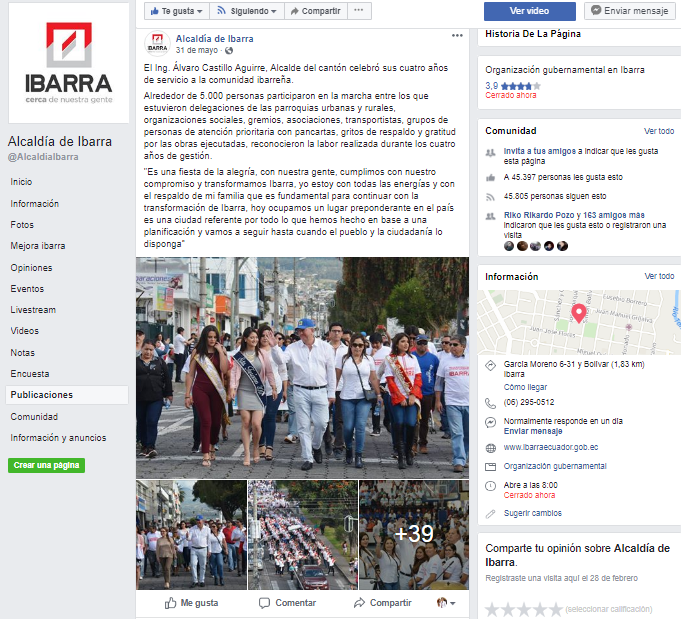 IBARRA
cerca de nuestra gente
Alcaldía de Ibarra
@AlcaldiaIbarra
Inicio
Información
Fotos
Mejora ibarra
Opiniones
Eventos
Livestream
Videos
Notas
Encuesta
Publicaciones
Comunidad
Información y anuncios
Crear una página
Te gusta
Siguiendo
Compartir
Alcaldía de Ibarra
31 de mayo
El Ing. Álvaro Castillo Aguirre, Alcalde del cantón celebró sus cuatro años
de servicio a la comunidad ibarreña.
Alrededor de 5.000 personas participaron en la marcha entre los que
estuvieron delegaciones de las parroquias urbanas y rurales,
organizaciones sociales, gremios, asociaciones, transportistas, grupos de
personas de atención prioritaria con pancartas, gritos de respaldo y gratitud
por las obras ejecutadas, reconocieron la labor realizada durante los cuatro
años de gestión.
"Es una fiesta de la alegría, con nuestra gente, cumplimos con nuestro
compromiso y transformamos Ibarra, yo estoy con todas las energías y con
el respaldo de mi familia que es fundamental para continuar con la
transformación de Ibarra, hoy ocupamos un lugar preponderante en el país
es una ciudad referente por todo lo que hemos hecho en base a una
planificación y vamos a seguir hasta cuando el pueblo y la ciudadanía lo
disponga"
+39
Me gusta
Comentar
Compartir
Ver video
Enviar mensaje
Historia De La Página
Organización gubernamental en Ibarra
3,9
Cerrado ahora
Comunidad
Ver todo
Invita a tus amigos a indicar que les gusta
esta página
A 45.397 personas les gusta esto
45.805 personas siguen esto
Riko Rikardo Pozo y 163 amigos más
indicaron que les gusta esto o registraron una
visita
Información
Ver todo
García Moreno 6-31 y Bolívar (1,83 km)
Ibarra
Cómo llegar
(06) 295-0512
Normalmente responde en un día
Enviar mensaje
www.ibarraecuador.gob.ec
Organización gubernamental
Abre a las 8:00
Cerrado ahora
Sugerir cambios
Comparte tu opinión sobre Alcaldía de
Ibarra.
Registraste una visita aquí el 28 de febrero
(seleccionar calificación)